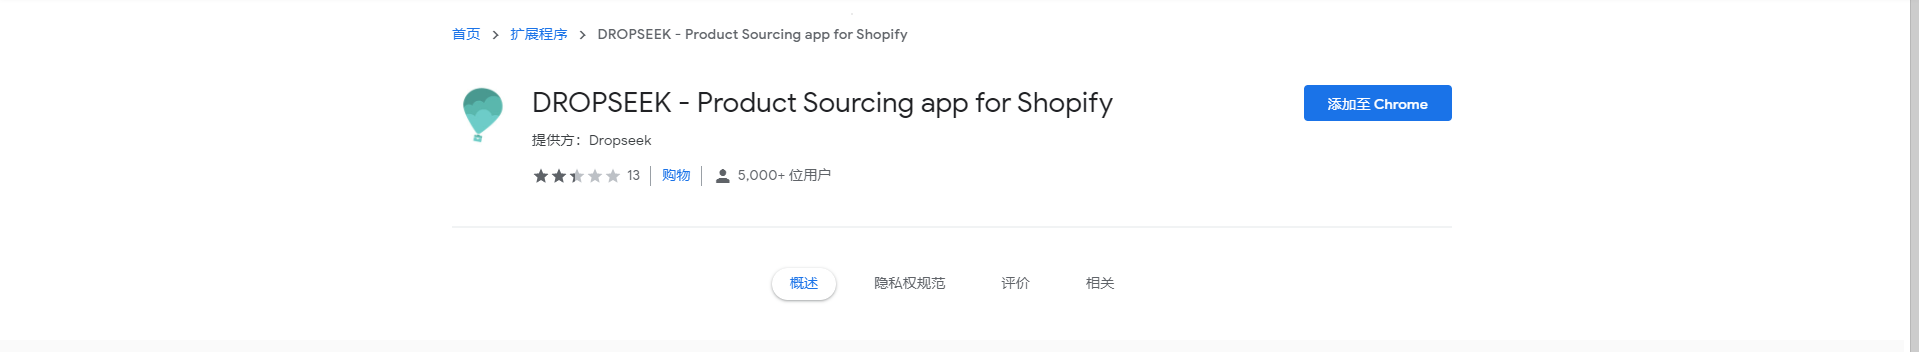 首页 > 扩展程序 > DROPSEEK - Product Sourcing app for Shopify
DROPSEEK - Product Sourcing app for Shopify
添加至 Chrome
提供方：Dropseek
13 | 购物 | 5,000+ 位用户
概述 隐私权规范 评价 相关